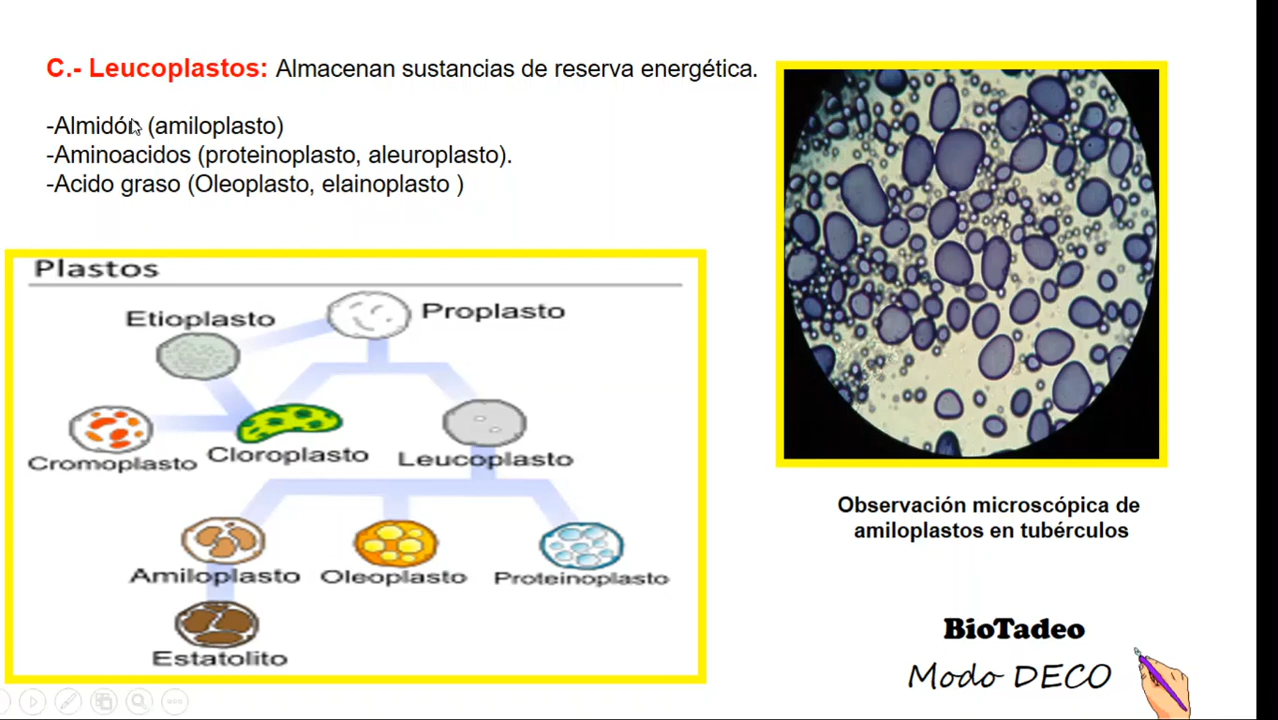 C.- Leucoplastos: Almacenan sustancias de reserva energética.
-Almidón (amiloplasto)
-Aminoacidos (proteinoplasto, aleuroplasto).
-Acido graso (Oleoplasto, elainoplasto )
Plastos
Etioplasto
Proplasto
Cromoplasto
Cloroplasto
Leucoplasto
Amiloplasto
Oleoplasto
Proteinoplasto
Estatolito
Observación microscópica de
amiloplastos en tubérculos
BioTadeo
Modo DECO